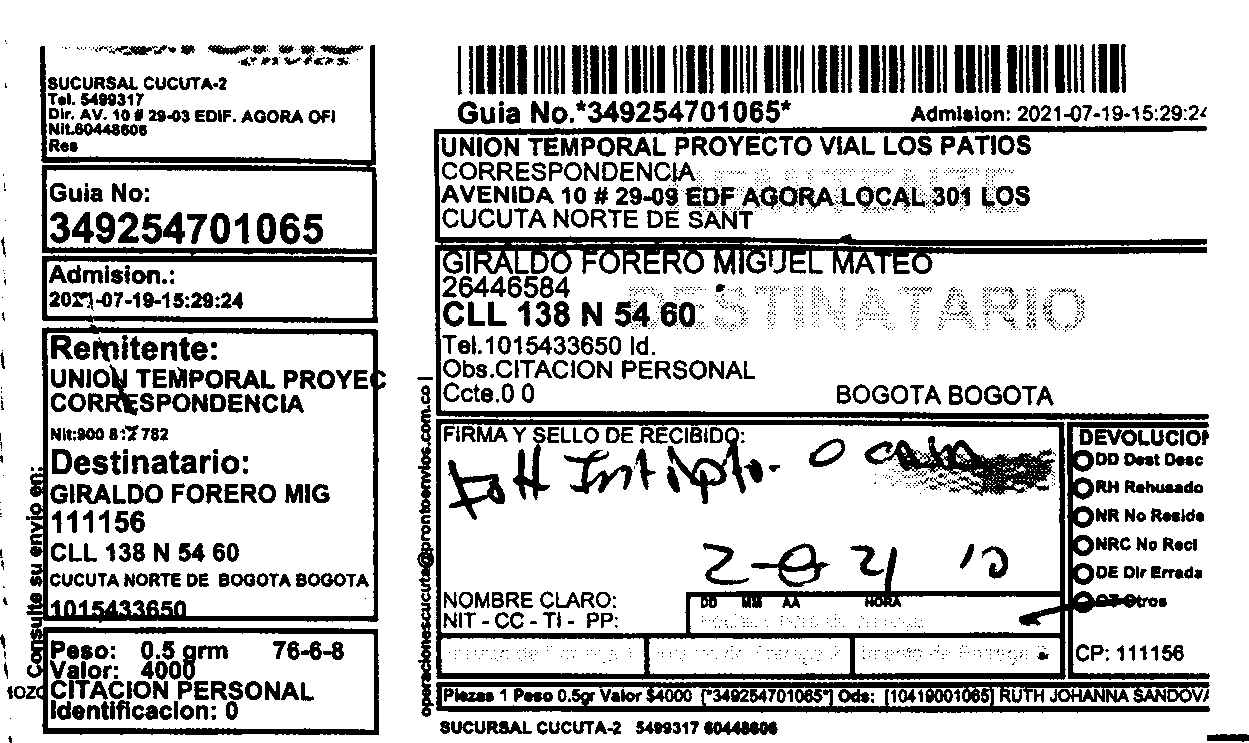 envios
SUCURSAL CUCUTA-2
Tel. 5499317
Dir. AV. 10 # 29-03 EDIF. AGORA OFI
Nit.60448606
Res
Guia No:
349254701065
Admision.:
2021-07-19-15:29:24
Remitente:
UNION TEMPORAL PROYEC
CORRESPONDENCIA
Nit:900 782
Destinatario:
GIRALDO FORERO MIG
111156
CLL 138 N 54 60
CUCUTA NORTE DE BOGOTA BOGOTA
1015433650
Peso: 0.5 grm 76-6-8
Valor: 4000
CITACION PERSONAL
Identificacion: 0
Consulte su envio en:
operacionescucuta@prontoenvios.com.co |
Guia No.*349254701065*
Admision: 2021-07-19-15:29:24
UNION TEMPORAL PROYECTO VIAL LOS PATIOS
CORRESPONDENCIA
REMITENTE
AVENIDA 10 # 29-09 EDF AGORA LOCAL 301 LOS
CUCUTA NORTE DE SANT
GIRALDO FORERO MIGUEL MATEO
26446584
DESTINATARIO
CLL 138 N 54 60
Tel.1015433650 Id.
Obs.CITACION PERSONAL
Ccte.0 0
BOGOTA BOGOTA
FIRMA Y SELLO DE RECIBIDO:
2-8 21 10
NOMBRE CLARO:
NIT - CC - TI - PP:
DD MM AA HORA
DEVOLUCION
DD Dest Desc
RH Rehusado
NR No Reside
NRC No Recl
DE Dir Errada
OT Otros
CP: 111156
Piezas 1 Peso 0.5gr Valor $4000 [*349254701065*] Ods: [10419001065] RUTH JOHANNA SANDOVA
SUCURSAL CUCUTA-2 5499317 60448606